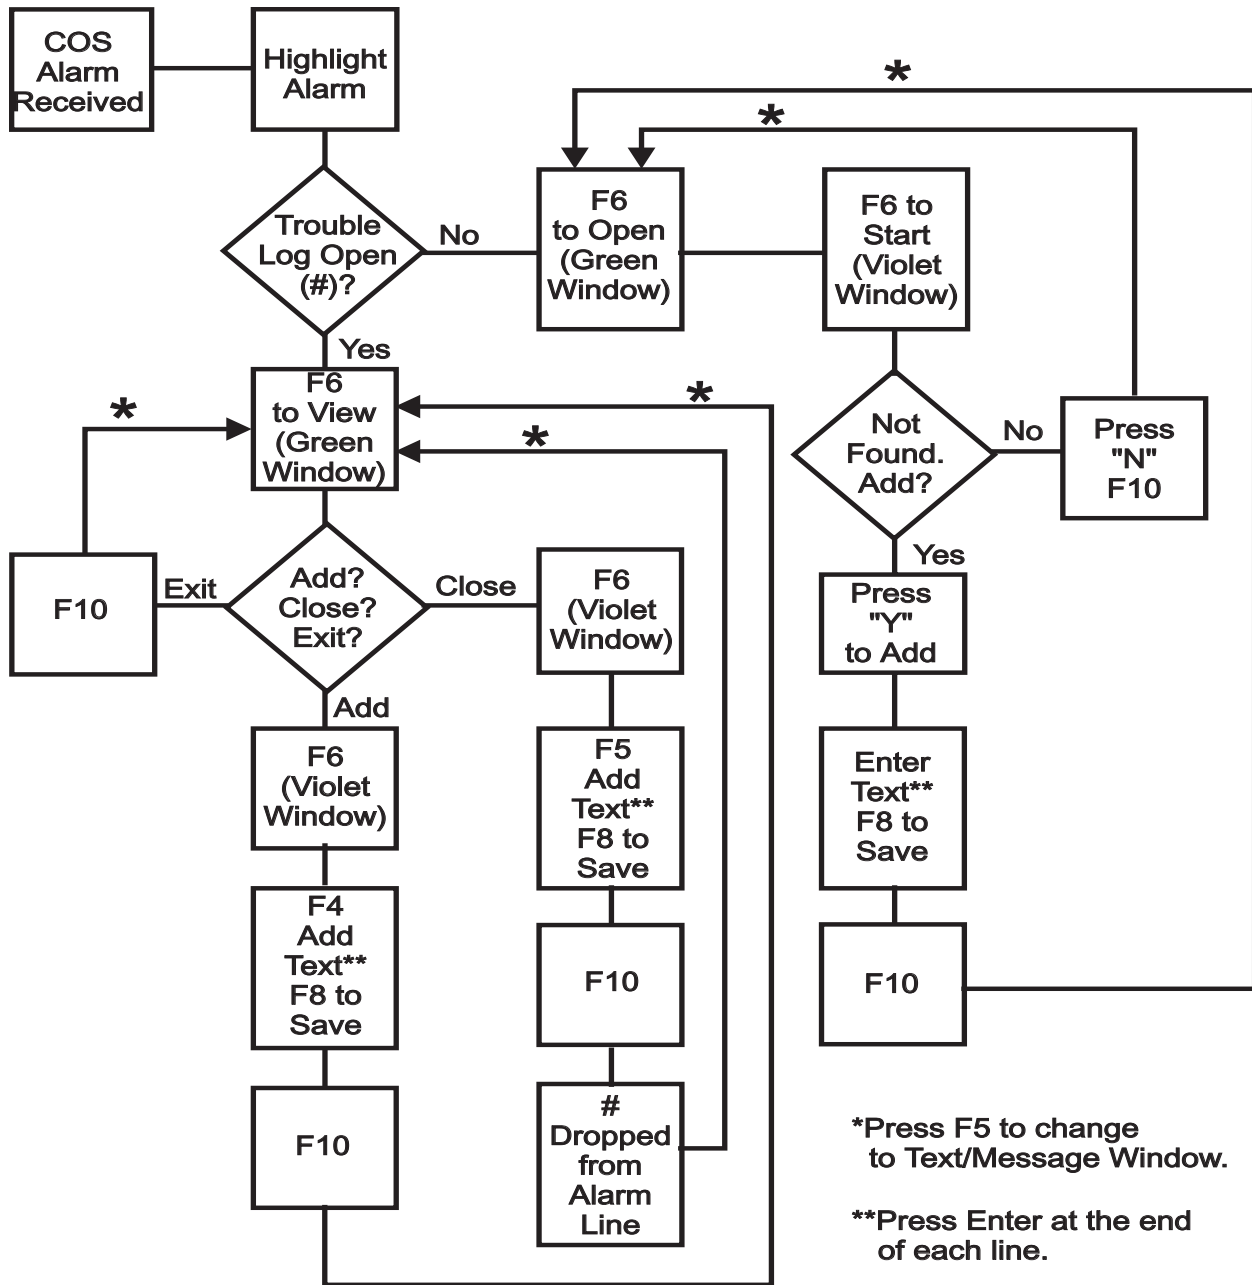 COS
Alarm
Received
Highlight
Alarm
*
*
Trouble
Log Open
(#)?
No
F6
to Open
(Green
Window)
F6 to
Start
(Violet
Window)
Yes
F6
to View
(Green
Window)
*
*
*
Not
Found.
Add?
No
Press
"N"
F10
Yes
F10
Exit
Add?
Close?
Exit?
Close
F6
(Violet
Window)
Press
"Y"
to Add
Add
F6
(Violet
Window)
F5
Add
Text**
F8 to
Save
Enter
Text**
F8 to
Save
F4
Add
Text**
F8 to
Save
F10
F10
F10
#
Dropped
from
Alarm
Line
*Press F5 to change
to Text/Message Window.
**Press Enter at the end
of each line.